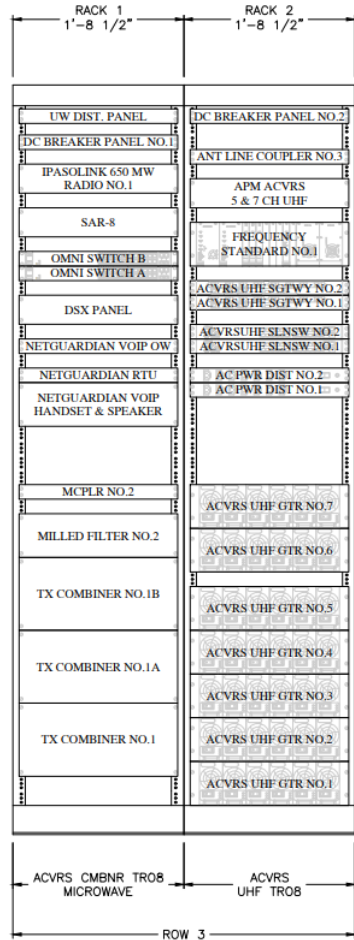 RACK 1
1'-8 1/2"
RACK 2
1'-8 1/2"
UW DIST. PANEL
DC BREAKER PANEL NO.1
IPASOLINK 650 MW
RADIO NO.1
SAR-8
OMNI SWITCH B
OMNI SWITCH A
DSX PANEL
NETGUARDIAN VOIP OW
NETGUARDIAN RTU
NETGUARDIAN VOIP
HANDSET & SPEAKER
MCPLR NO.2
MILLED FILTER NO.2
TX COMBINER NO.1B
TX COMBINER NO.1A
TX COMBINER NO.1
DC BREAKER PANEL NO.2
ANT LINE COUPLER NO.3
APM ACVRS
5 & 7 CH UHF
FREQUENCY
STANDARD NO.1
ACVRS UHF SGTWY NO.2
ACVRS UHF SGTWY NO.1
ACVRSUHF SLNSW NO.2
ACVRSUHF SLNSW NO.1
AC PWR DIST NO.2
AC PWR DIST NO.1
ACVRS UHF GTR NO.7
ACVRS UHF GTR NO.6
ACVRS UHF GTR NO.5
ACVRS UHF GTR NO.4
ACVRS UHF GTR NO.3
ACVRS UHF GTR NO.2
ACVRS UHF GTR NO.1
ACVRS CMBNR TR08
MICROWAVE
ACVRS
UHF TR08
ROW 3